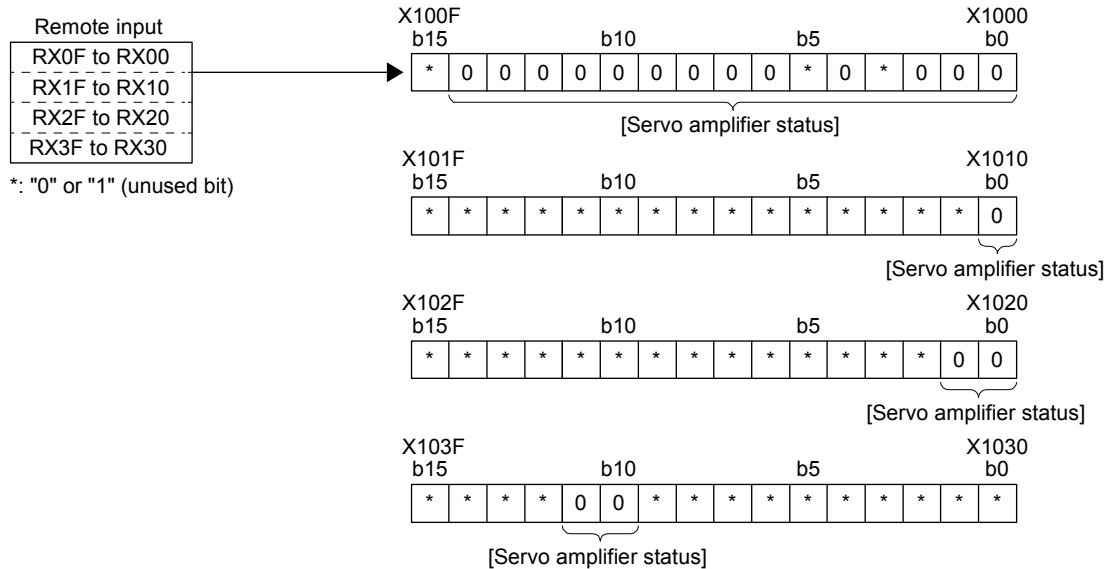 Remote input
RX0F to RX00
RX1F to RX10
RX2F to RX20
RX3F to RX30
*: "0" or "1" (unused bit)
X100F X1000
b15 b10 b5 b0
* 0 0 0 0 0 0 0 0 0 * 0 * 0 0 0
[Servo amplifier status]
X101F X1010
b15 b10 b5 b0
* * * * * * * * * * * * * * * 0
[Servo amplifier status]
X102F X1020
b15 b10 b5 b0
* * * * * * * * * * * * * * 0 0
[Servo amplifier status]
X103F X1030
b15 b10 b5 b0
* * * * 0 0 * * * * * * * * * *
[Servo amplifier status]